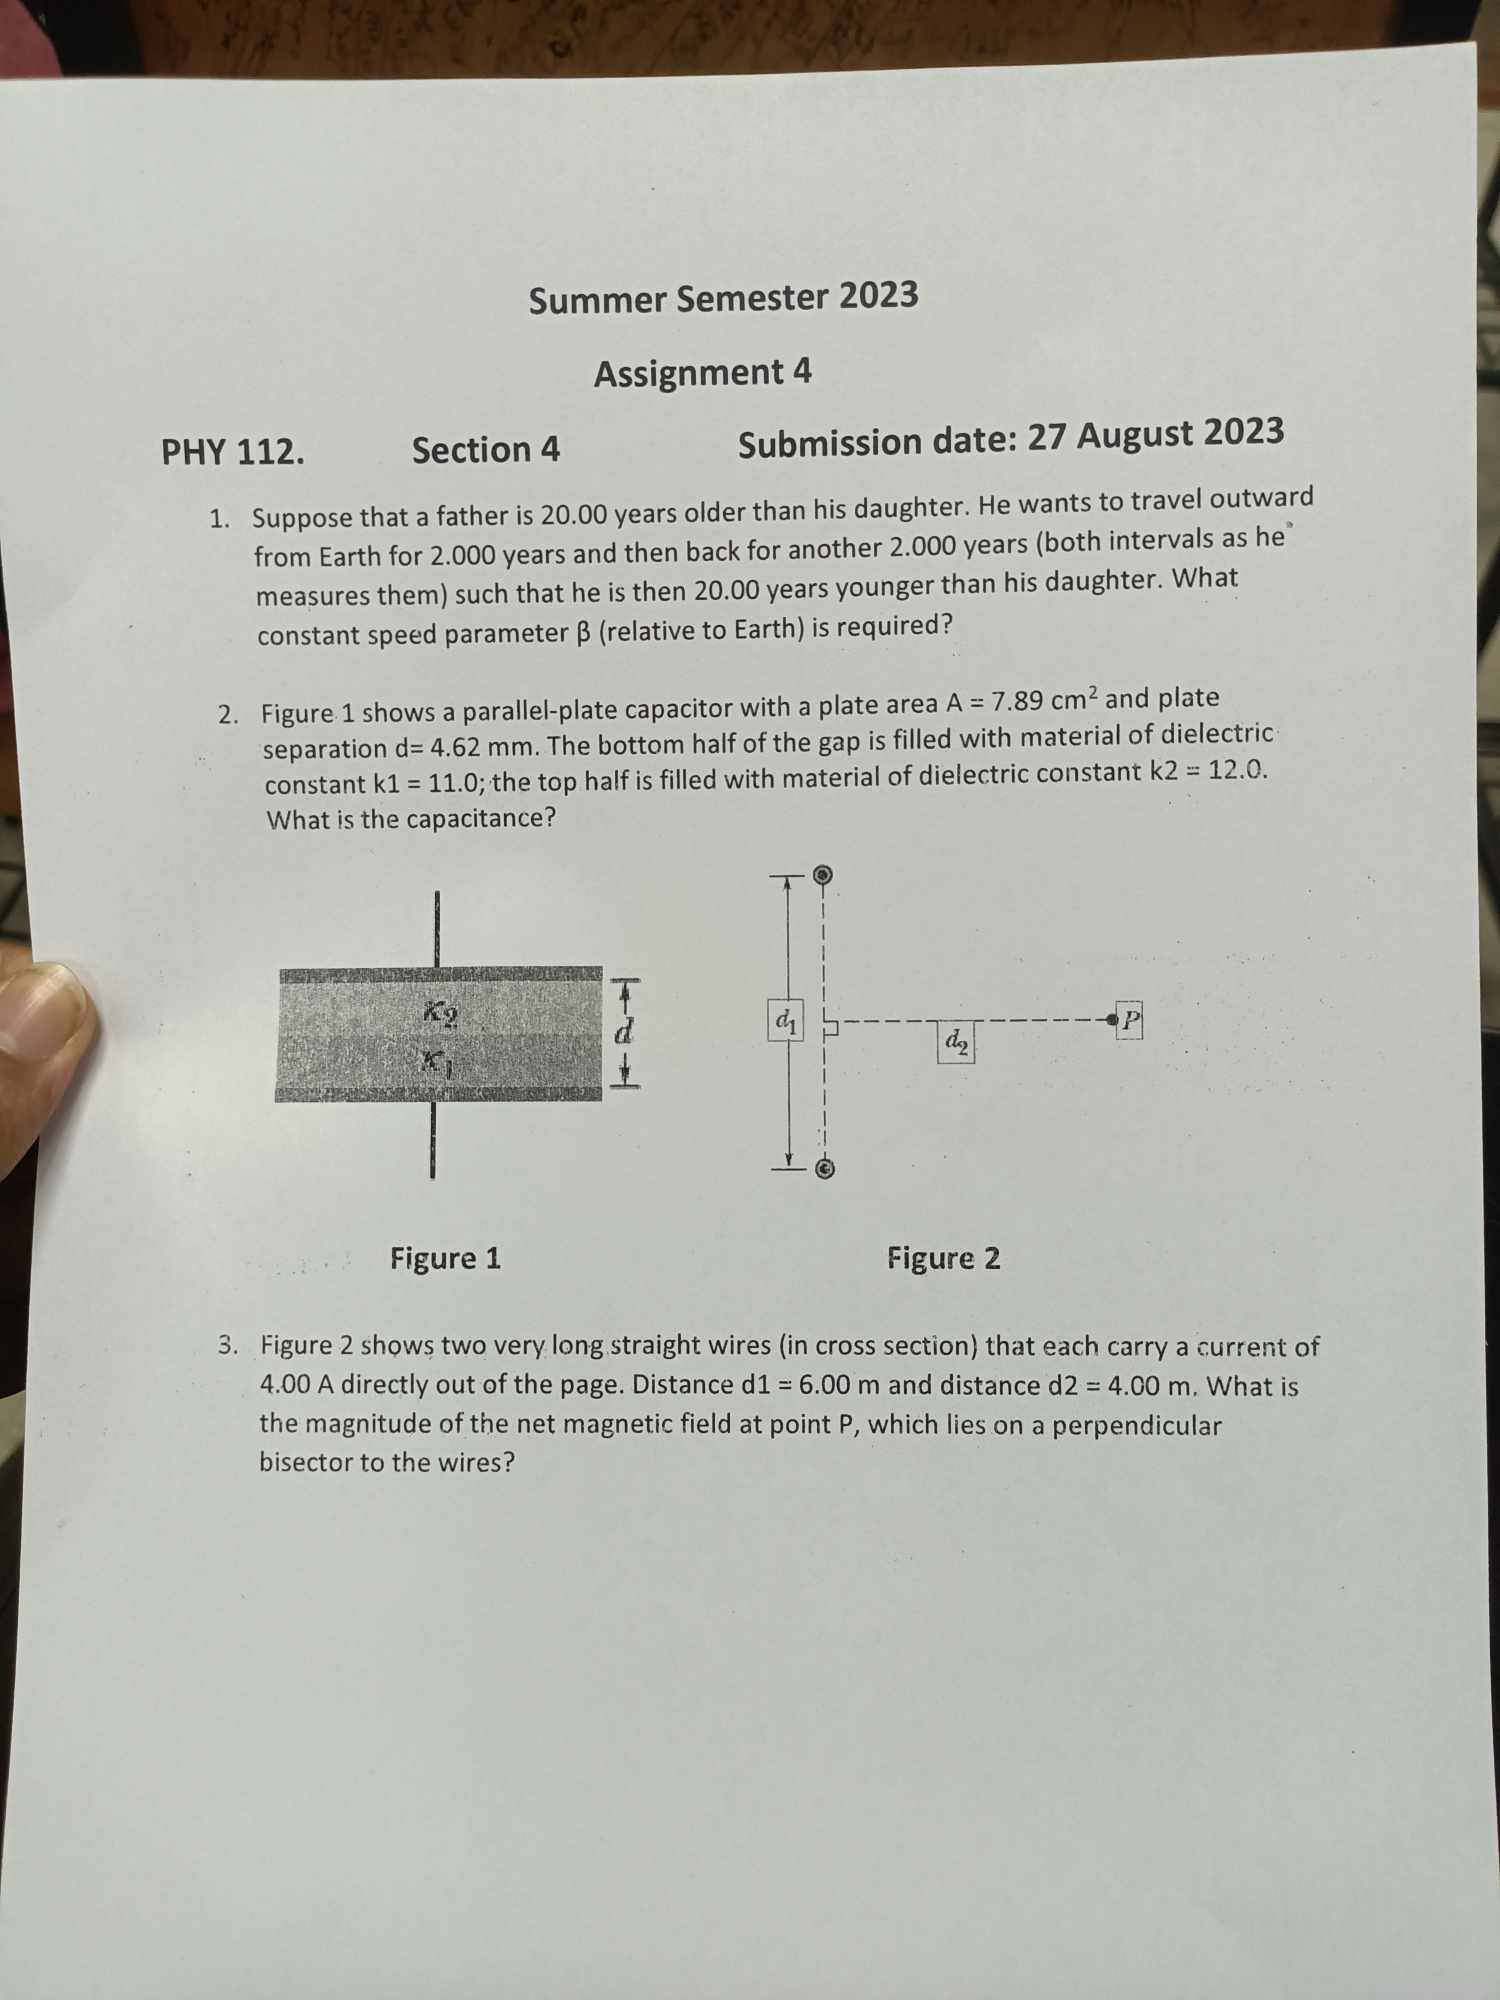 Summer Semester 2023
Assignment 4
PHY 112. Section 4 Submission date: 27 August 2023
1. Suppose that a father is 20.00 years older than his daughter. He wants to travel outward
from Earth for 2.000 years and then back for another 2.000 years (both intervals as he
measures them) such that he is then 20.00 years younger than his daughter. What
constant speed parameter β (relative to Earth) is required?
2. Figure 1 shows a parallel-plate capacitor with a plate area A = 7.89 cm² and plate
separation d= 4.62 mm. The bottom half of the gap is filled with material of dielectric
constant k1 = 11.0; the top half is filled with material of dielectric constant k2 = 12.0.
What is the capacitance?
κ2
κ1
d
d1
d2
P
Figure 1 Figure 2
3. Figure 2 shows two very long straight wires (in cross section) that each carry a current of
4.00 A directly out of the page. Distance d1 = 6.00 m and distance d2 = 4.00 m. What is
the magnitude of the net magnetic field at point P, which lies on a perpendicular
bisector to the wires?